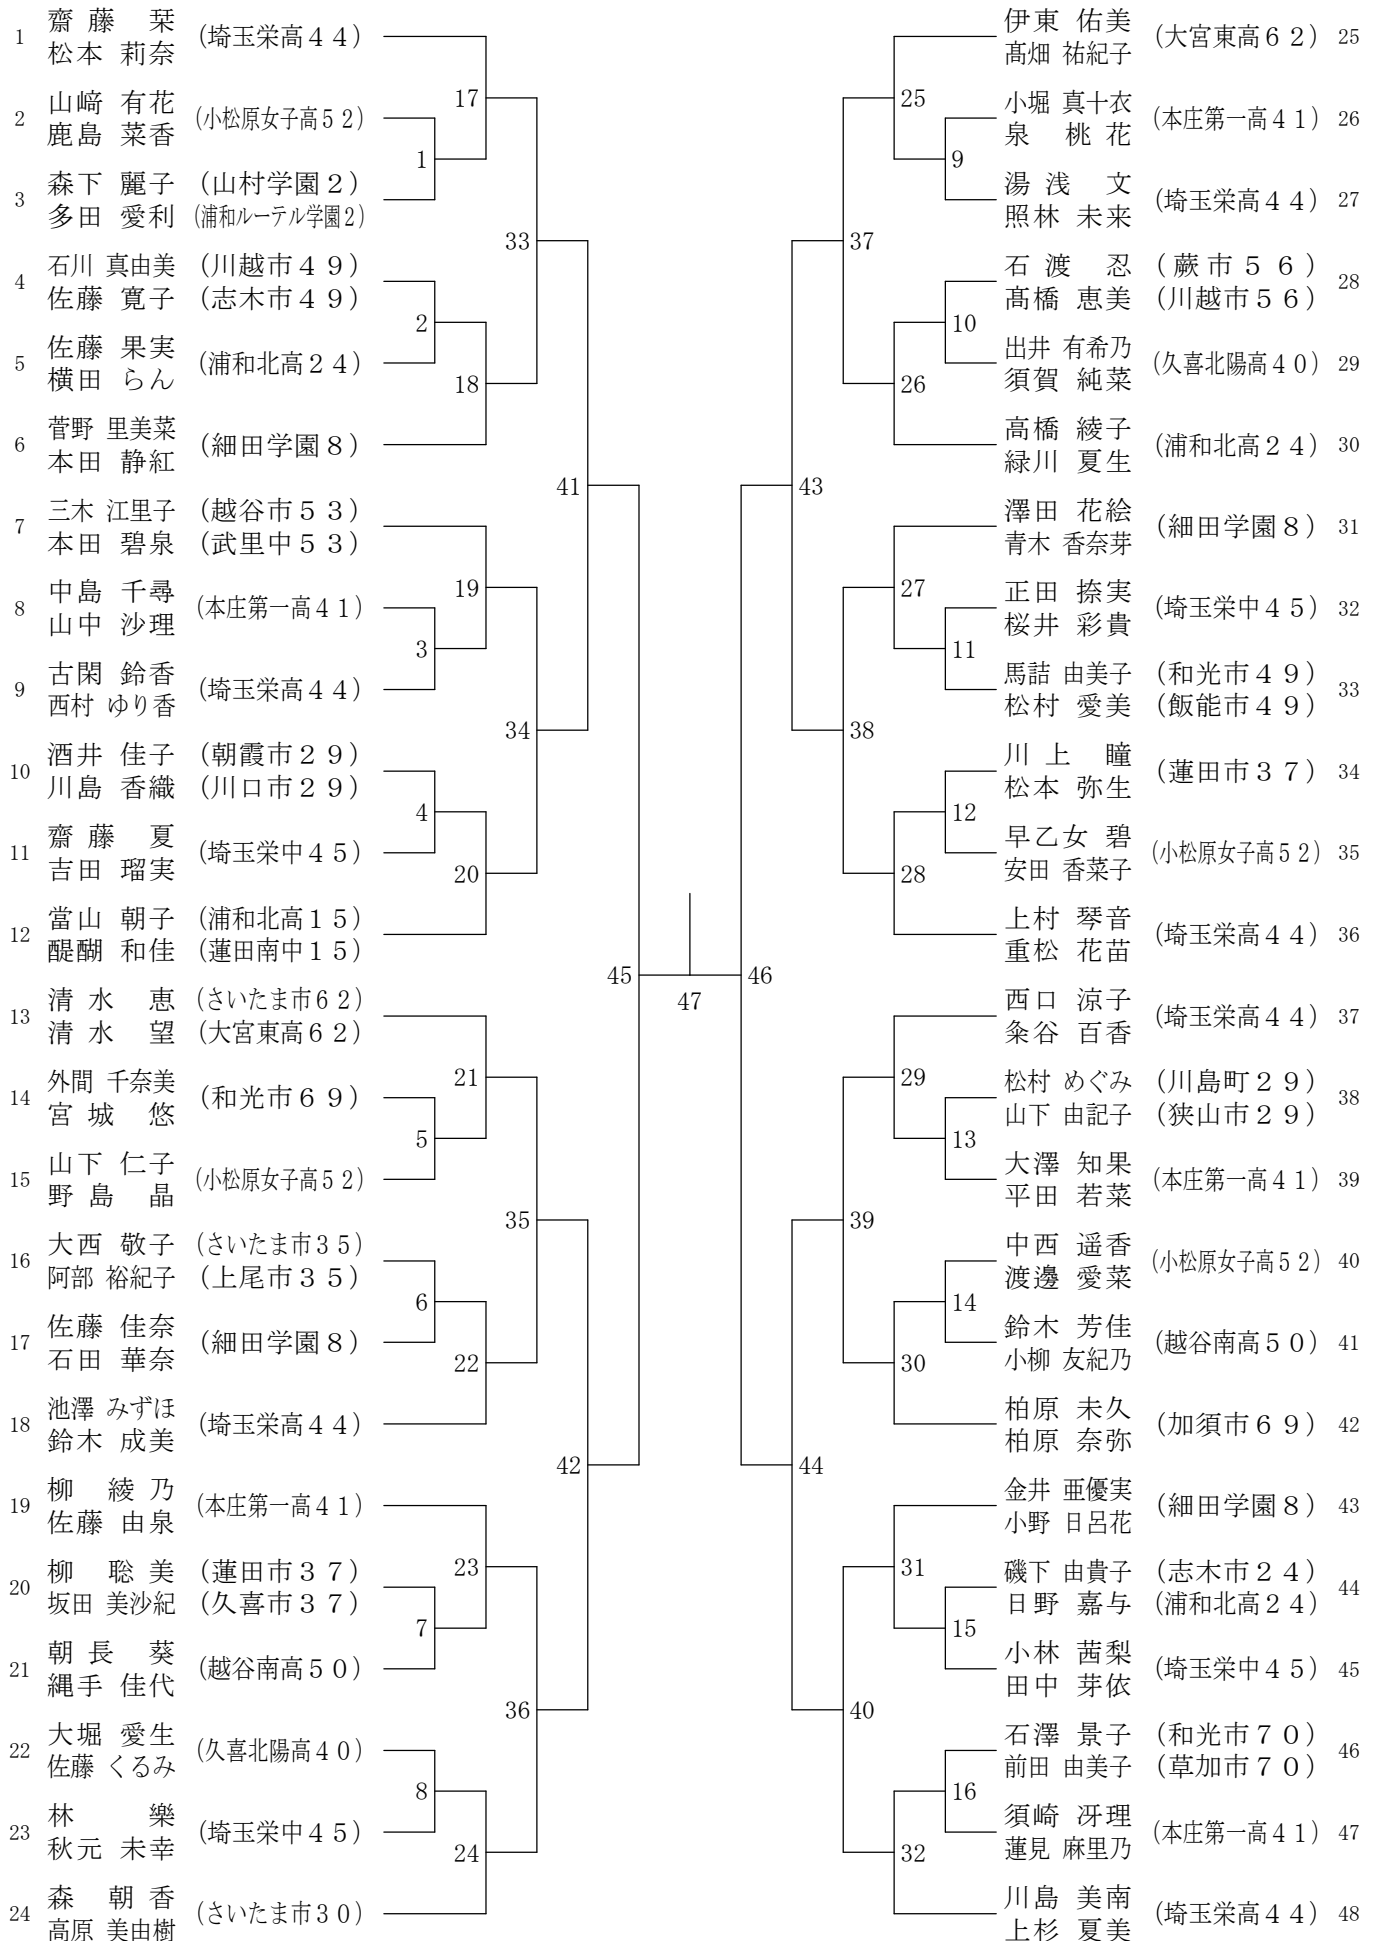 1 齋藤 栞 (埼玉栄高44)
松本 莉奈
2 山﨑 有花 (小松原女子高52)
鹿島 菜香
3 森下 麗子 (山村学園2)
多田 愛利 (浦和ルーテル学園2)
4 石川 真由美 (川越市49)
佐藤 寛子 (志木市49)
5 佐藤 果実 (浦和北高24)
横田 らん
6 菅野 里美菜 (細田学園8)
本田 静紅
7 三木 江里子 (越谷市53)
本田 碧泉 (武里中53)
8 中島 千尋 (本庄第一高41)
山中 沙理
9 古閑 鈴香 (埼玉栄高44)
西村 ゆり香
10 酒井 佳子 (朝霞市29)
川島 香織 (川口市29)
11 齋藤 夏 (埼玉栄中45)
吉田 瑠実
12 當山 朝子 (浦和北高15)
醍醐 和佳 (蓮田南中15)
13 清水 恵 (さいたま市62)
清水 望 (大宮東高62)
14 外間 千奈美 (和光市69)
宮城 悠
15 山下 仁子 (小松原女子高52)
野島 晶
16 大西 敬子 (さいたま市35)
阿部 裕紀子 (上尾市35)
17 佐藤 佳奈 (細田学園8)
石田 華奈
18 池澤 みずほ (埼玉栄高44)
鈴木 成美
19 柳 綾乃 (本庄第一高41)
佐藤 由泉
20 柳 聡美 (蓮田市37)
坂田 美沙紀 (久喜市37)
21 朝長 葵 (越谷南高50)
縄手 佳代
22 大堀 愛生 (久喜北陽高40)
佐藤 くるみ
23 林 樂 (埼玉栄中45)
秋元 未幸
24 森 朝香 (さいたま市30)
高原 美由樹
1
2
3
4
5
6
7
8
17
18
19
20
21
22
23
24
33
34
35
36
41
42
45
47
46
43
44
37
38
39
40
25
26
27
28
29
30
31
32
9
10
11
12
13
14
15
16
伊東 佑美 (大宮東高62) 25
髙畑 祐紀子
小堀 真十衣 (本庄第一高41) 26
泉 桃花
湯浅 文 (埼玉栄高44) 27
照林 未来
石渡 忍 (蕨市56) 28
髙橋 恵美 (川越市56)
出井 有希乃 (久喜北陽高40) 29
須賀 純菜
高橋 綾子 (浦和北高24) 30
緑川 夏生
澤田 花絵 (細田学園8) 31
青木 香奈芽
正田 捺実 (埼玉栄中45) 32
桜井 彩貴
馬詰 由美子 (和光市49) 33
松村 愛美 (飯能市49)
川上 瞳 (蓮田市37) 34
松本 弥生
早乙女 碧 (小松原女子高52) 35
安田 香菜子
上村 琴音 (埼玉栄高44) 36
重松 花苗
西口 涼子 (埼玉栄高44) 37
粂谷 百香
松村 めぐみ (川島町29) 38
山下 由記子 (狭山市29)
大澤 知果 (本庄第一高41) 39
平田 若菜
中西 遥香 (小松原女子高52) 40
渡邊 愛菜
鈴木 芳佳 (越谷南高50) 41
小柳 友紀乃
柏原 未久 (加須市69) 42
柏原 奈弥
金井 亜優実 (細田学園8) 43
小野 日呂花
磯下 由貴子 (志木市24) 44
日野 嘉与 (浦和北高24)
小林 茜梨 (埼玉栄中45) 45
田中 芽依
石澤 景子 (和光市70) 46
前田 由美子 (草加市70)
須崎 冴理 (本庄第一高41) 47
蓮見 麻里乃
川島 美南 (埼玉栄高44) 48
上杉 夏美